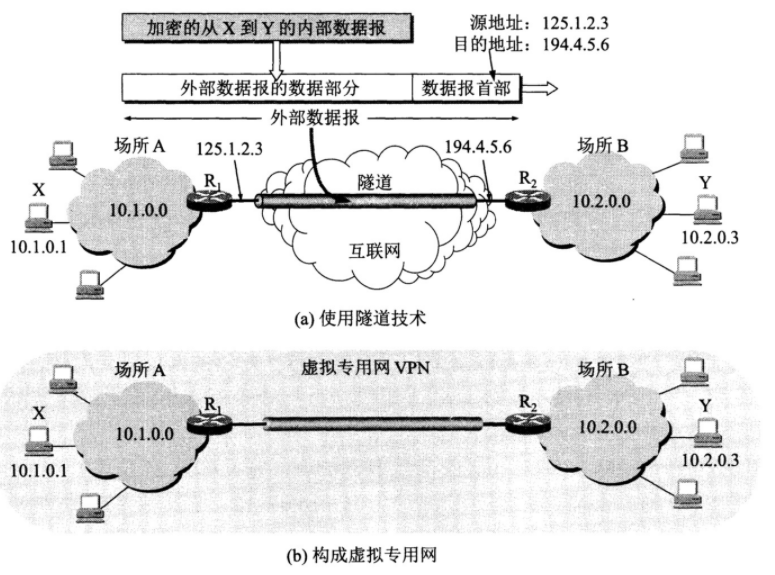 加密的从 X 到 Y 的内部数据报
源地址：125.1.2.3
目的地址：194.4.5.6
外部数据报的数据部分
数据报首部
外部数据报
场所 A
125.1.2.3
194.4.5.6
场所 B
X
R1
隧道
R2
Y
10.1.0.0
10.2.0.0
10.1.0.1
互联网
10.2.0.3
(a) 使用隧道技术
场所 A
虚拟专用网 VPN
场所 B
X
R1
R2
Y
10.1.0.0
10.2.0.0
10.1.0.1
10.2.0.3
(b) 构成虚拟专用网